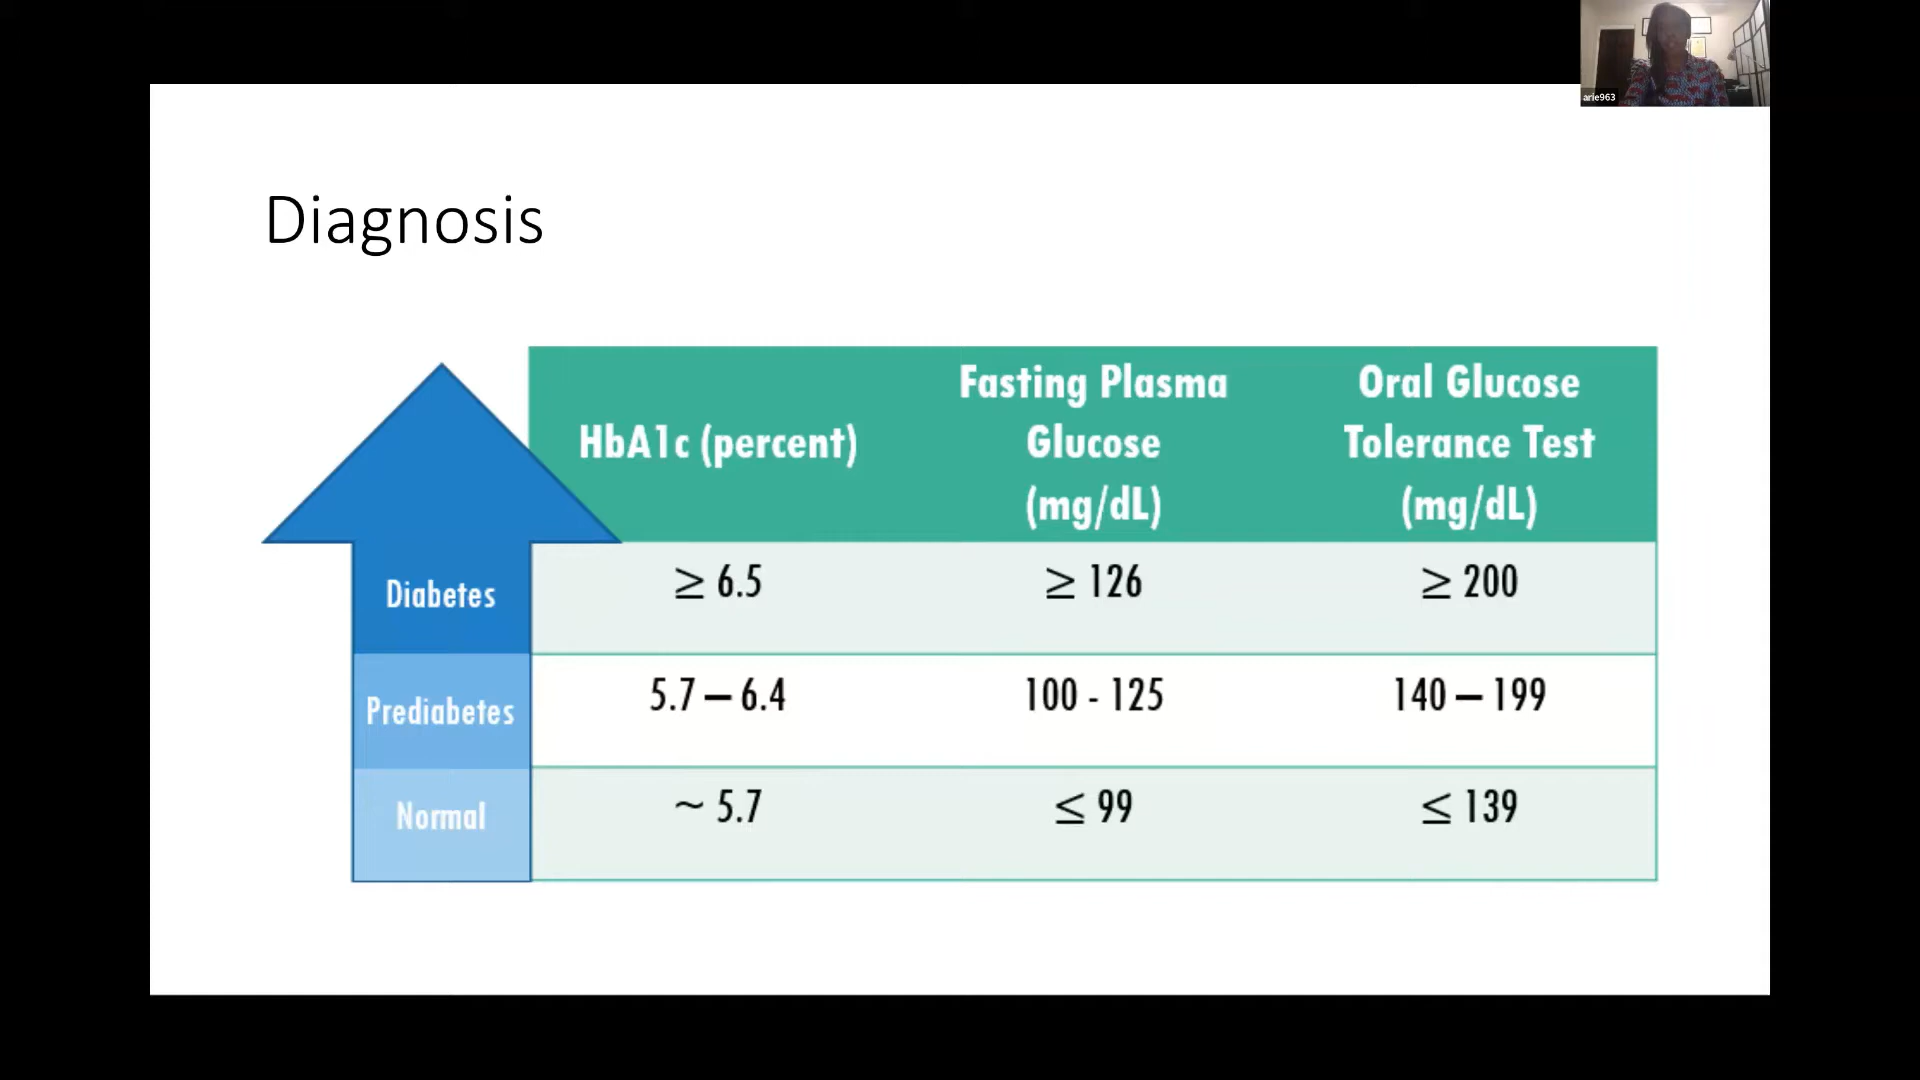 arie963
Diagnosis
HbA1c (percent)
Fasting Plasma
Glucose
(mg/dL)
Oral Glucose
Tolerance Test
(mg/dL)
Diabetes
≥ 6.5
≥ 126
≥ 200
Prediabetes
5.7 – 6.4
100 - 125
140 – 199
Normal
~ 5.7
≤ 99
≤ 139